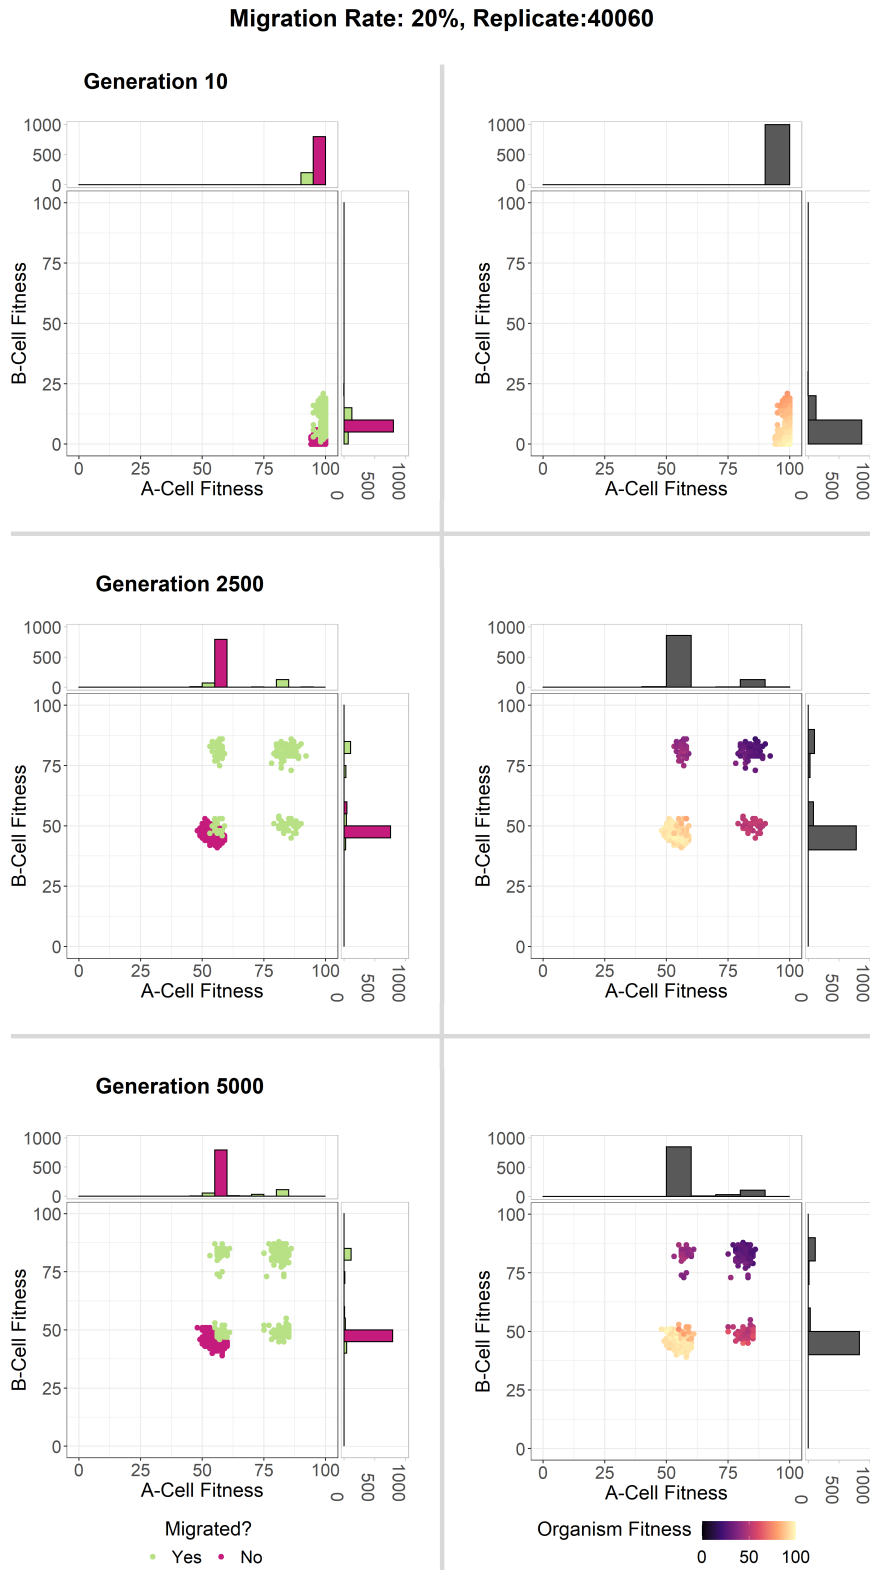 Migration Rate: 20%, Replicate:40060
Generation 10
1000
500
0
100
75
50
25
0
B-Cell Fitness
0 25 50 75 100
A-Cell Fitness
0 500 1000
1000
500
0
100
75
50
25
0
B-Cell Fitness
0 25 50 75 100
A-Cell Fitness
0 500 1000
Generation 2500
1000
500
0
100
75
50
25
0
B-Cell Fitness
0 25 50 75 100
A-Cell Fitness
0 500 1000
1000
500
0
100
75
50
25
0
B-Cell Fitness
0 25 50 75 100
A-Cell Fitness
0 500 1000
Generation 5000
1000
500
0
100
75
50
25
0
B-Cell Fitness
0 25 50 75 100
A-Cell Fitness
0 500 1000
1000
500
0
100
75
50
25
0
B-Cell Fitness
0 25 50 75 100
A-Cell Fitness
0 500 1000
Migrated?
Yes No
Organism Fitness
0 50 100